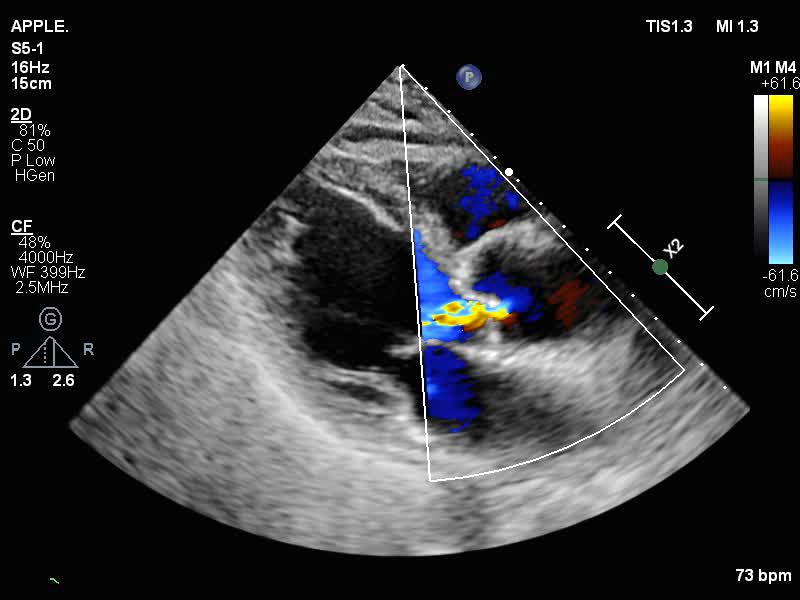 APPLE.
S5-1
16Hz
15cm
2D
81%
C 50
P Low
HGen
CF
48%
4000Hz
WF 399Hz
2.5MHz
G
P R
1.3 2.6
TIS1.3 MI 1.3
M1 M4
+61.6
-61.6
cm/s
P
X2
73 bpm